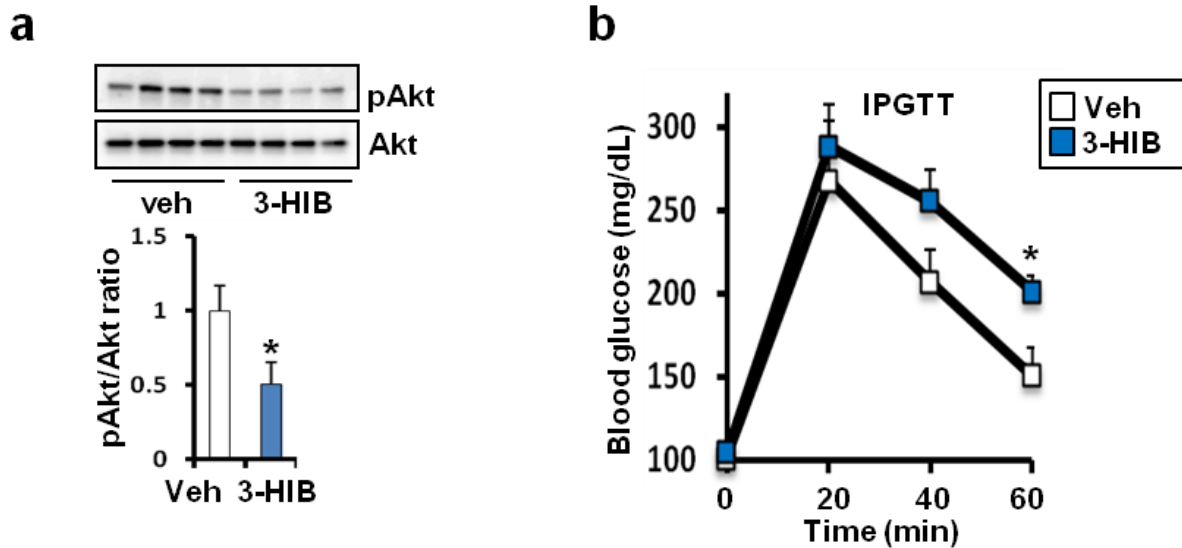 a
pAkt
Akt
veh 3-HIB
1.5
1
0.5
0
pAkt/Akt ratio
*
Veh 3-HIB
b
IPGTT
Veh
3-HIB
300
250
200
150
100
Blood glucose (mg/dL)
*
0 20 40 60
Time (min)